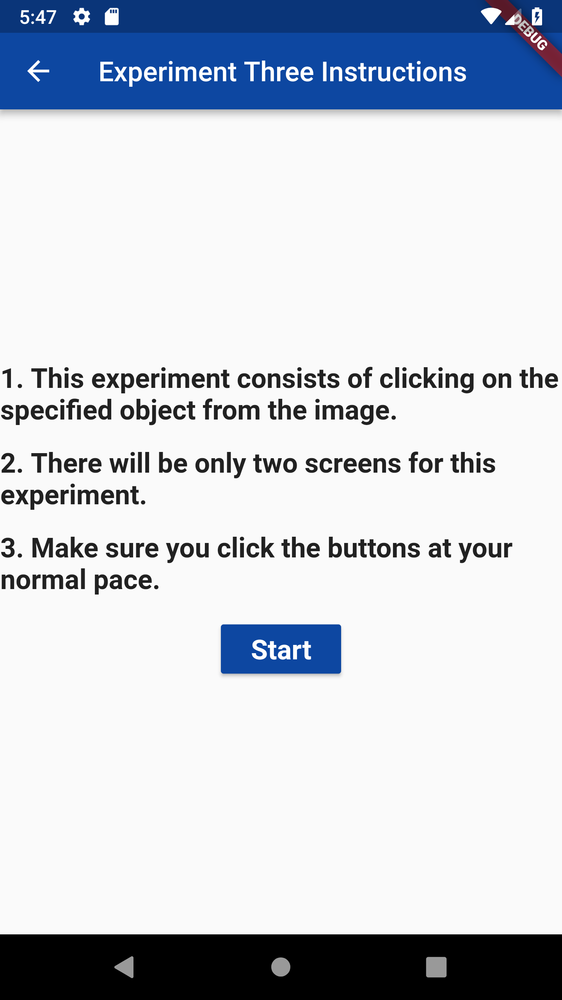 5:47
DEBUG
Experiment Three Instructions
1. This experiment consists of clicking on the
specified object from the image.
2. There will be only two screens for this
experiment.
3. Make sure you click the buttons at your
normal pace.
Start